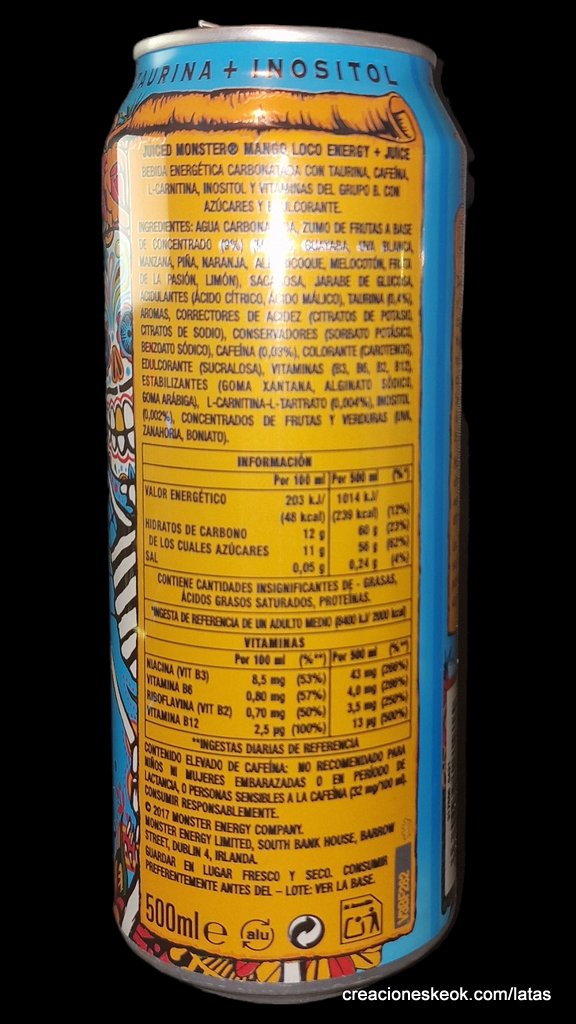 TAURINA + INOSITOL
JUICED MONSTER® MANGO LOCO ENERGY + JUICE
BEBIDA ENERGÉTICA CARBONATADA CON TAURINA, CAFEÍNA,
L-CARNITINA, INOSITOL Y VITAMINAS DEL GRUPO B. CON
AZÚCARES Y EDULCORANTE.
INGREDIENTES: AGUA CARBONATADA, ZUMO DE FRUTAS A BASE
DE CONCENTRADO (9%) GUAYABA, UVA BLANCA,
MANZANA, PIÑA, NARANJA, ALBARICOQUE, MELOCOTÓN, FRUTA
DE LA PASIÓN, LIMÓN), SACAROSA, JARABE DE GLUCOSA,
ACIDULANTES (ÁCIDO CÍTRICO, ÁCIDO MÁLICO), TAURINA (0,4%),
AROMAS, CORRECTORES DE ACIDEZ (CITRATOS DE POTASIO,
CITRATOS DE SODIO), CONSERVADORES (SORBATO POTÁSICO,
BENZOATO SÓDICO), CAFEÍNA (0,03%), COLORANTE (CAROTENOS),
EDULCORANTE (SUCRALOSA), VITAMINAS (B3, B6, B2, B12),
ESTABILIZANTES (GOMA XANTANA, ALGINATO SÓDICO,
GOMA ARÁBIGA), L-CARNITINA-L-TARTRATO (0,004%), INOSITOL
(0,002%), CONCENTRADOS DE FRUTAS Y VERDURAS (UVA,
ZANAHORIA, BONIATO).
INFORMACIÓN
Por 100 ml Por 500 ml (%*)
VALOR ENERGÉTICO 203 kJ/ 1014 kJ/
(48 kcal) (239 kcal) (12%)
HIDRATOS DE CARBONO 12 g 60 g (23%)
DE LOS CUALES AZÚCARES 11 g 56 g (62%)
SAL 0,05 g 0,24 g (4%)
CONTIENE CANTIDADES INSIGNIFICANTES DE - GRASAS,
ÁCIDOS GRASOS SATURADOS, PROTEÍNAS.
*INGESTA DE REFERENCIA DE UN ADULTO MEDIO (8400 kJ/ 2000 kcal)
VITAMINAS
Por 100 ml (%**) Por 500 ml (%**)
NIACINA (VIT B3) 8,5 mg (53%) 43 mg (266%)
VITAMINA B6 0,80 mg (57%) 4,0 mg (286%)
RIBOFLAVINA (VIT B2) 0,70 mg (50%) 3,5 mg (250%)
VITAMINA B12 2,5 µg (100%) 13 µg (500%)
**INGESTAS DIARIAS DE REFERENCIA
CONTENIDO ELEVADO DE CAFEÍNA: NO RECOMENDADO PARA
NIÑOS NI MUJERES EMBARAZADAS O EN PERÍODO DE
LACTANCIA, O PERSONAS SENSIBLES A LA CAFEÍNA (32 mg/100 ml).
CONSUMIR RESPONSABLEMENTE.
© 2017 MONSTER ENERGY COMPANY.
MONSTER ENERGY LIMITED, SOUTH BANK HOUSE, BARROW
STREET, DUBLIN 4, IRLANDA.
GUARDAR EN LUGAR FRESCO Y SECO. CONSUMIR
PREFERENTEMENTE ANTES DEL – LOTE: VER LA BASE.
500ml e alu
creacioneskeok.com/latas